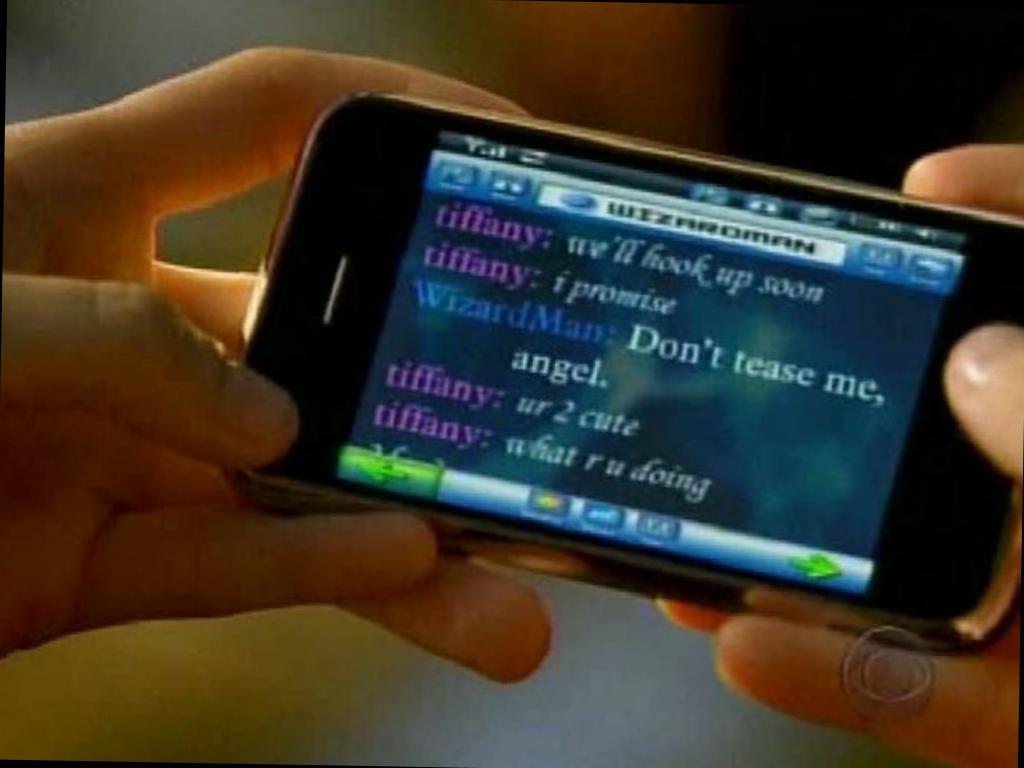 WIZARDMAN
tiffany: we'll hook up soon
tiffany: i promise
WizardMan: Don't tease me,
angel.
tiffany: ur 2 cute
tiffany: what r u doing